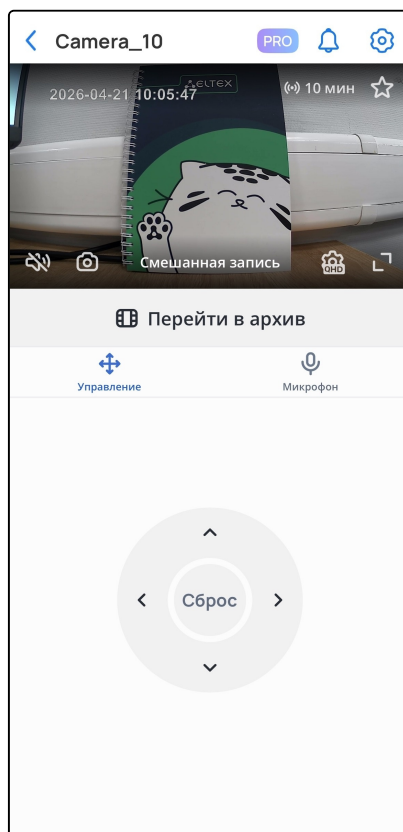 Camera_10
PRO
2026-04-21 10:05:47
ELTEX
10 мин
Смешанная запись
QHD
Перейти в архив
Управление
Микрофон
Сброс